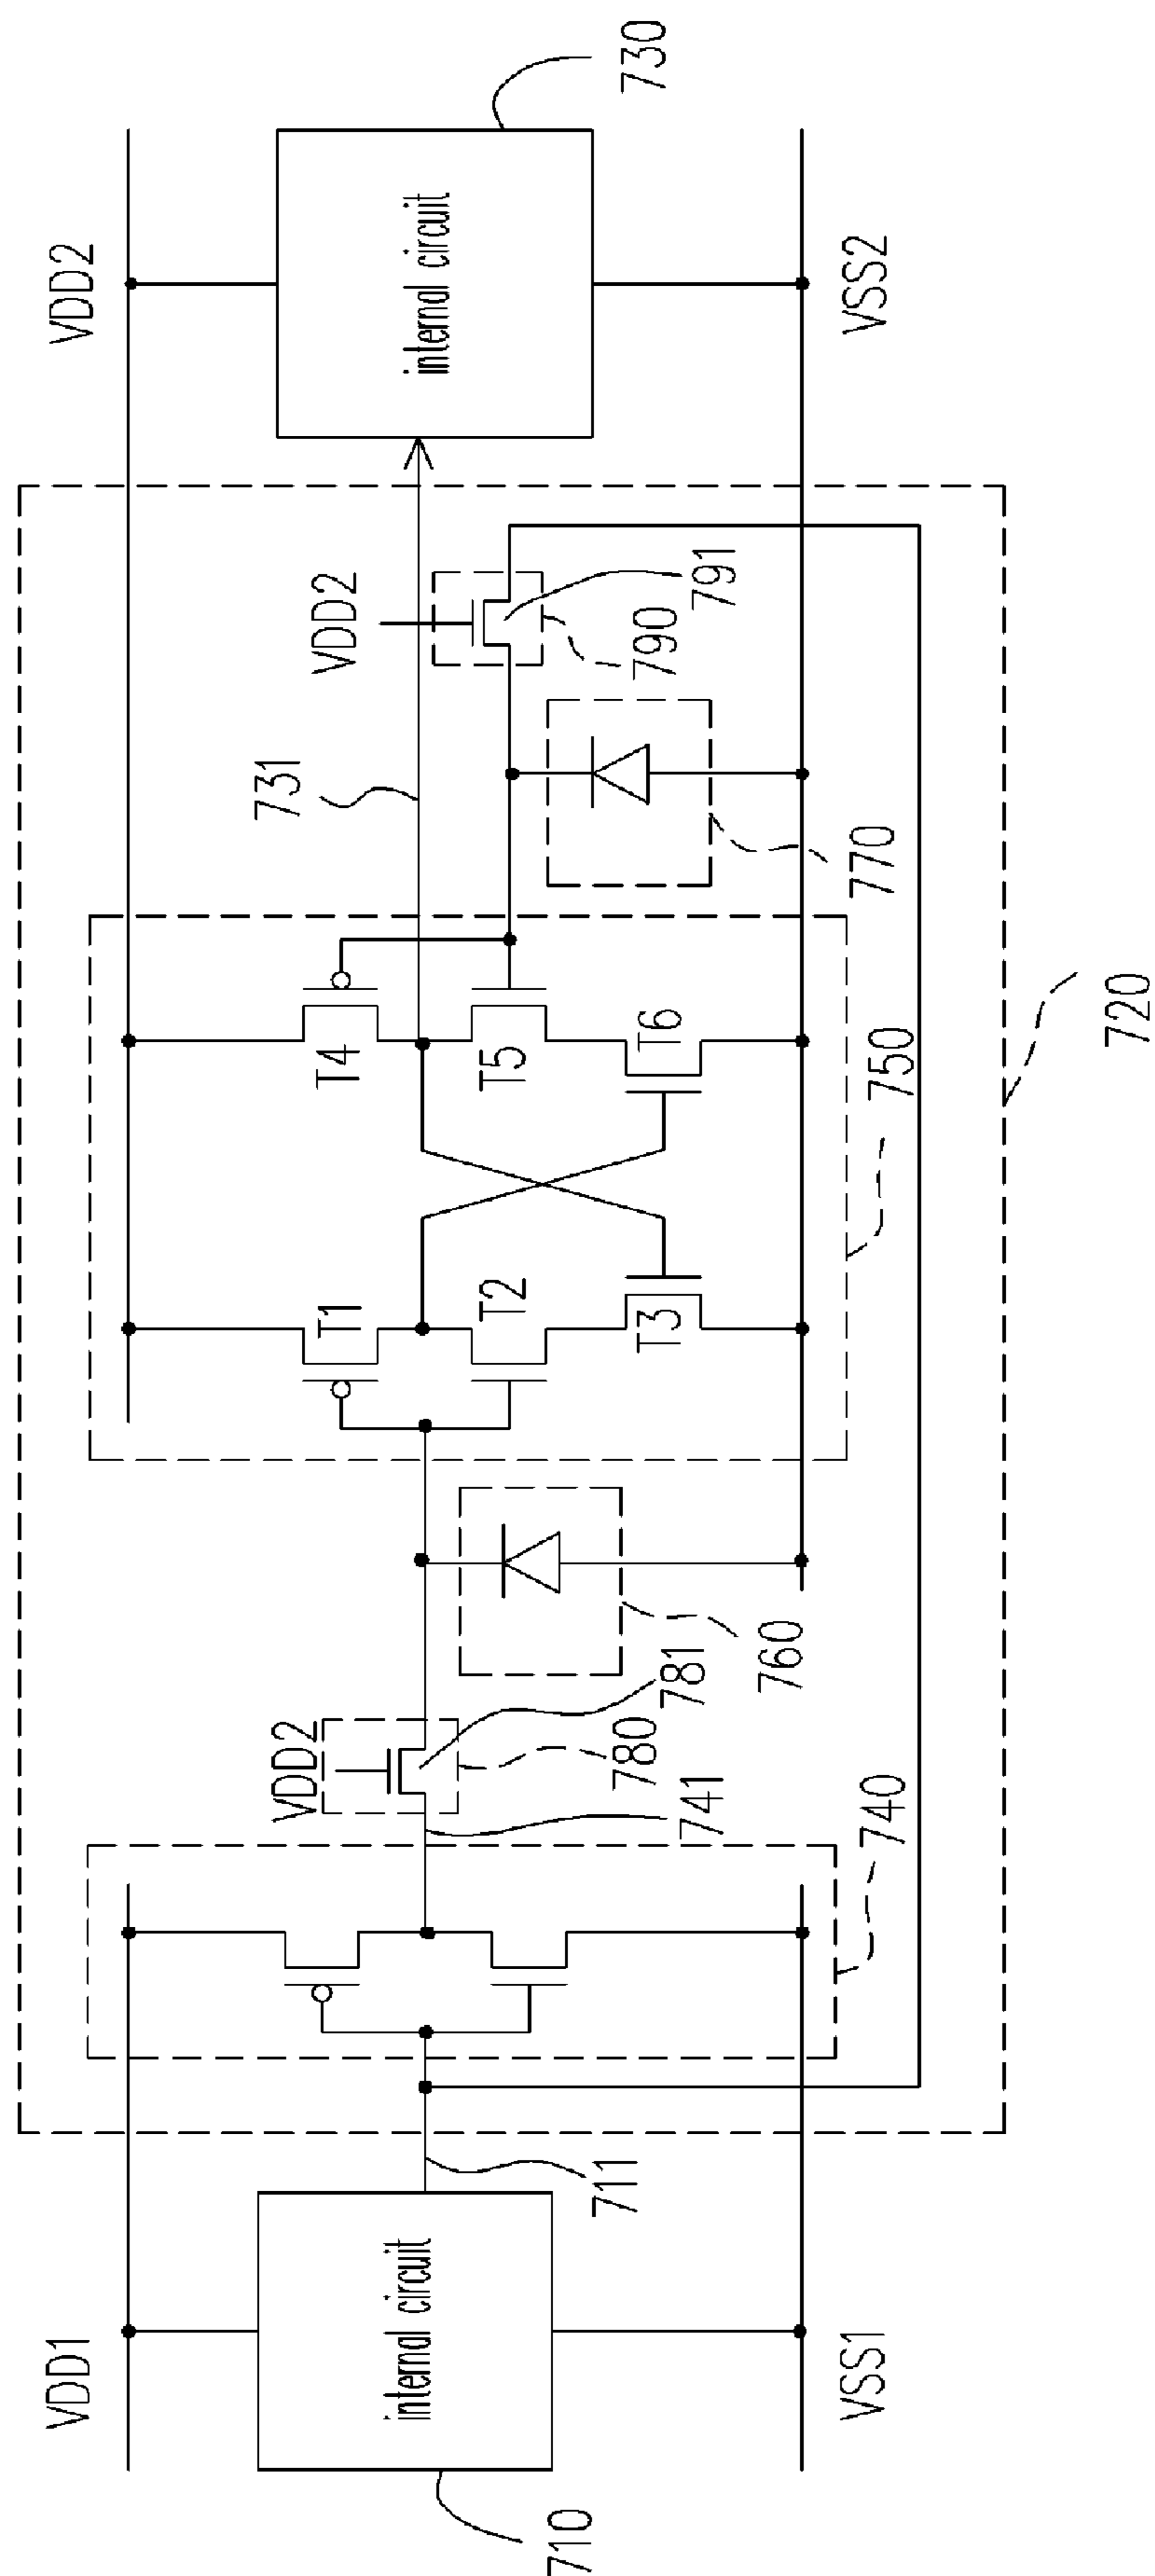 VDD1
VDD2
VDD2
VDD2
731
730
internal circuit
internal circuit
T1
T4
T2
T5
T3
T6
710
711
741
780
781
760
790
791
770
740
750
720
VSS1
VSS2